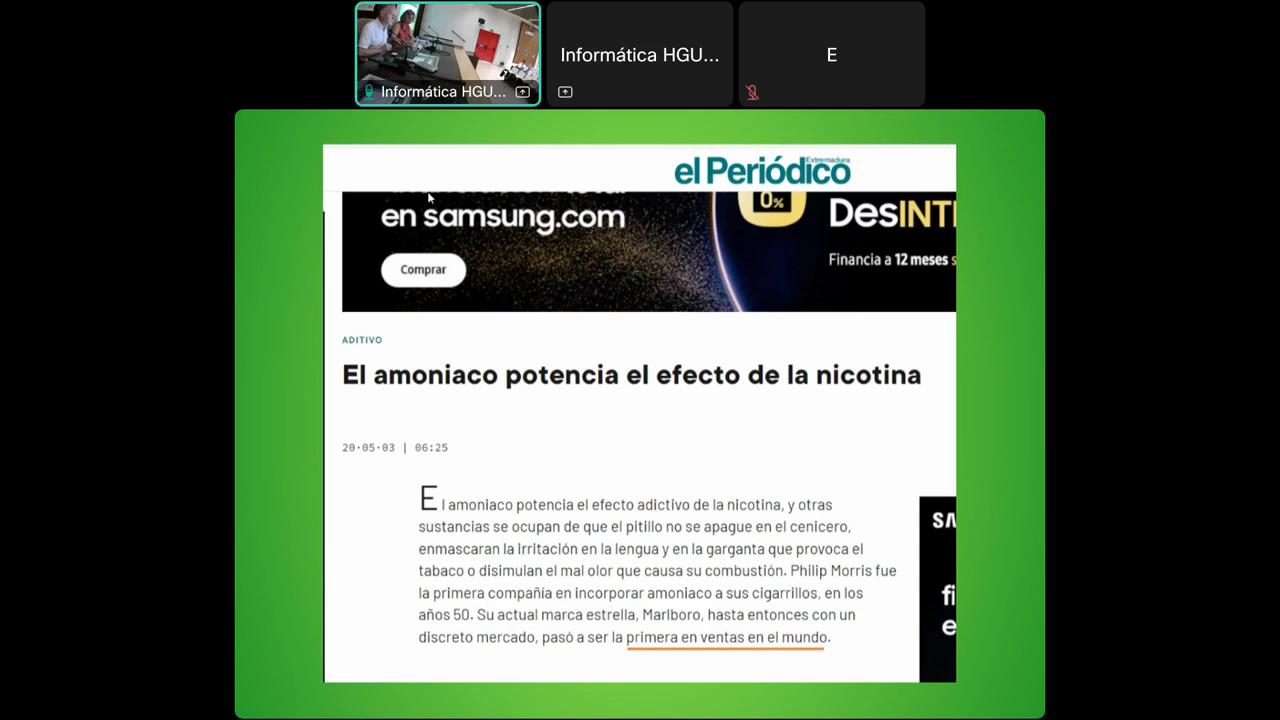 Informática HGU...
Informática HGU...
E
el Periódico
Extremadura
en samsung.com
Comprar
0%
DesINT
Financia a 12 meses s
ADITIVO
El amoniaco potencia el efecto de la nicotina
20·05·03 | 06:25
El amoniaco potencia el efecto adictivo de la nicotina, y otras
sustancias se ocupan de que el pitillo no se apague en el cenicero,
enmascaran la irritación en la lengua y en la garganta que provoca el
tabaco o disimulan el mal olor que causa su combustión. Philip Morris fue
la primera compañía en incorporar amoniaco a sus cigarrillos, en los
años 50. Su actual marca estrella, Marlboro, hasta entonces con un
discreto mercado, pasó a ser la primera en ventas en el mundo.
SA
fi
e